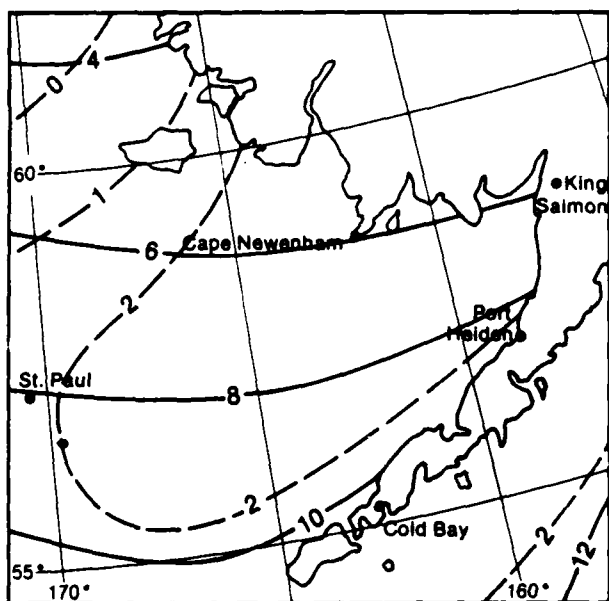 4
0
60°
King
Salmon
1
6
Cape Newenham
2
Port
Heiden
St. Paul
8
2
10
Cold Bay
2
12
55°
170°
160°